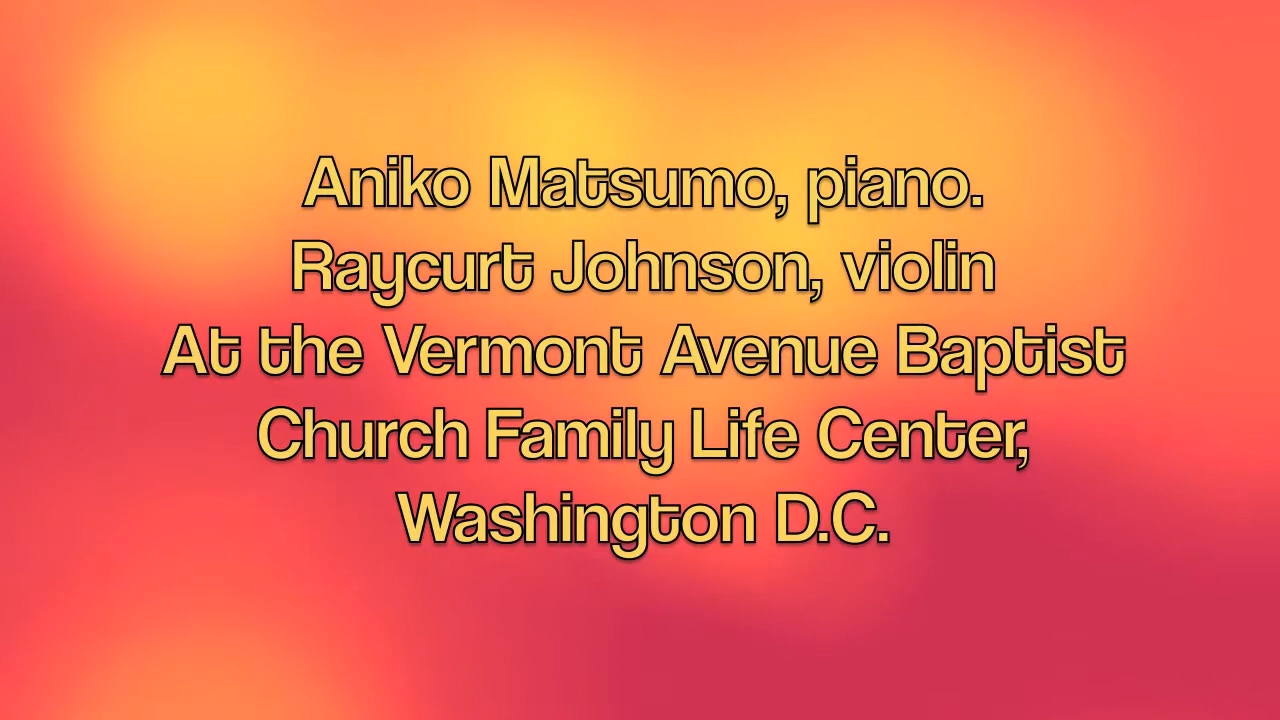 Aniko Matsumo, piano.
Raycurt Johnson, violin
At the Vermont Avenue Baptist
Church Family Life Center,
Washington D.C.